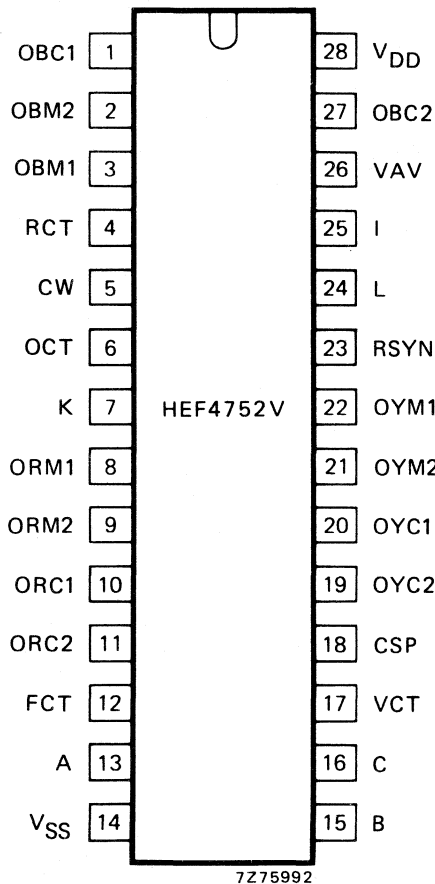 OBC1 1 28 VDD
OBM2 2 27 OBC2
OBM1 3 26 VAV
RCT 4 25 I
CW 5 24 L
OCT 6 23 RSYN
K 7 HEF4752V 22 OYM1
ORM1 8 21 OYM2
ORM2 9 20 OYC1
ORC1 10 19 OYC2
ORC2 11 18 CSP
FCT 12 17 VCT
A 13 16 C
VSS 14 15 B
7Z75992